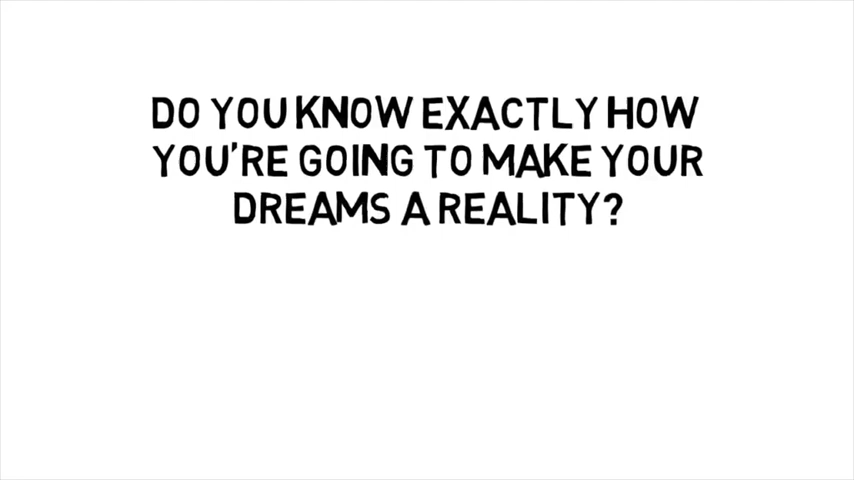 DO YOU KNOW EXACTLY HOW
YOU'RE GOING TO MAKE YOUR
DREAMS A REALITY?